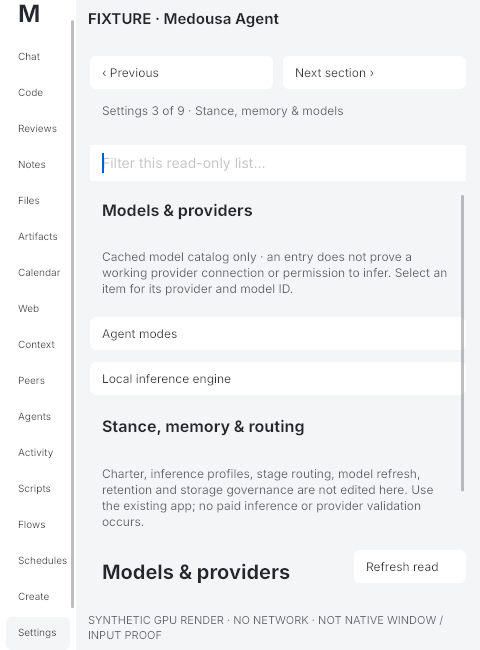 M
Chat
Code
Reviews
Notes
Files
Artifacts
Calendar
Web
Context
Peers
Agents
Activity
Scripts
Flows
Schedules
Create
Settings
FIXTURE · Medousa Agent
‹ Previous
Next section ›
Settings 3 of 9 · Stance, memory & models
Filter this read-only list...
Models & providers
Cached model catalog only · an entry does not prove a
working provider connection or permission to infer. Select an
item for its provider and model ID.
Agent modes
Local inference engine
Stance, memory & routing
Charter, inference profiles, stage routing, model refresh,
retention and storage governance are not edited here. Use
the existing app; no paid inference or provider validation
occurs.
Models & providers
Refresh read
SYNTHETIC GPU RENDER · NO NETWORK · NOT NATIVE WINDOW /
INPUT PROOF